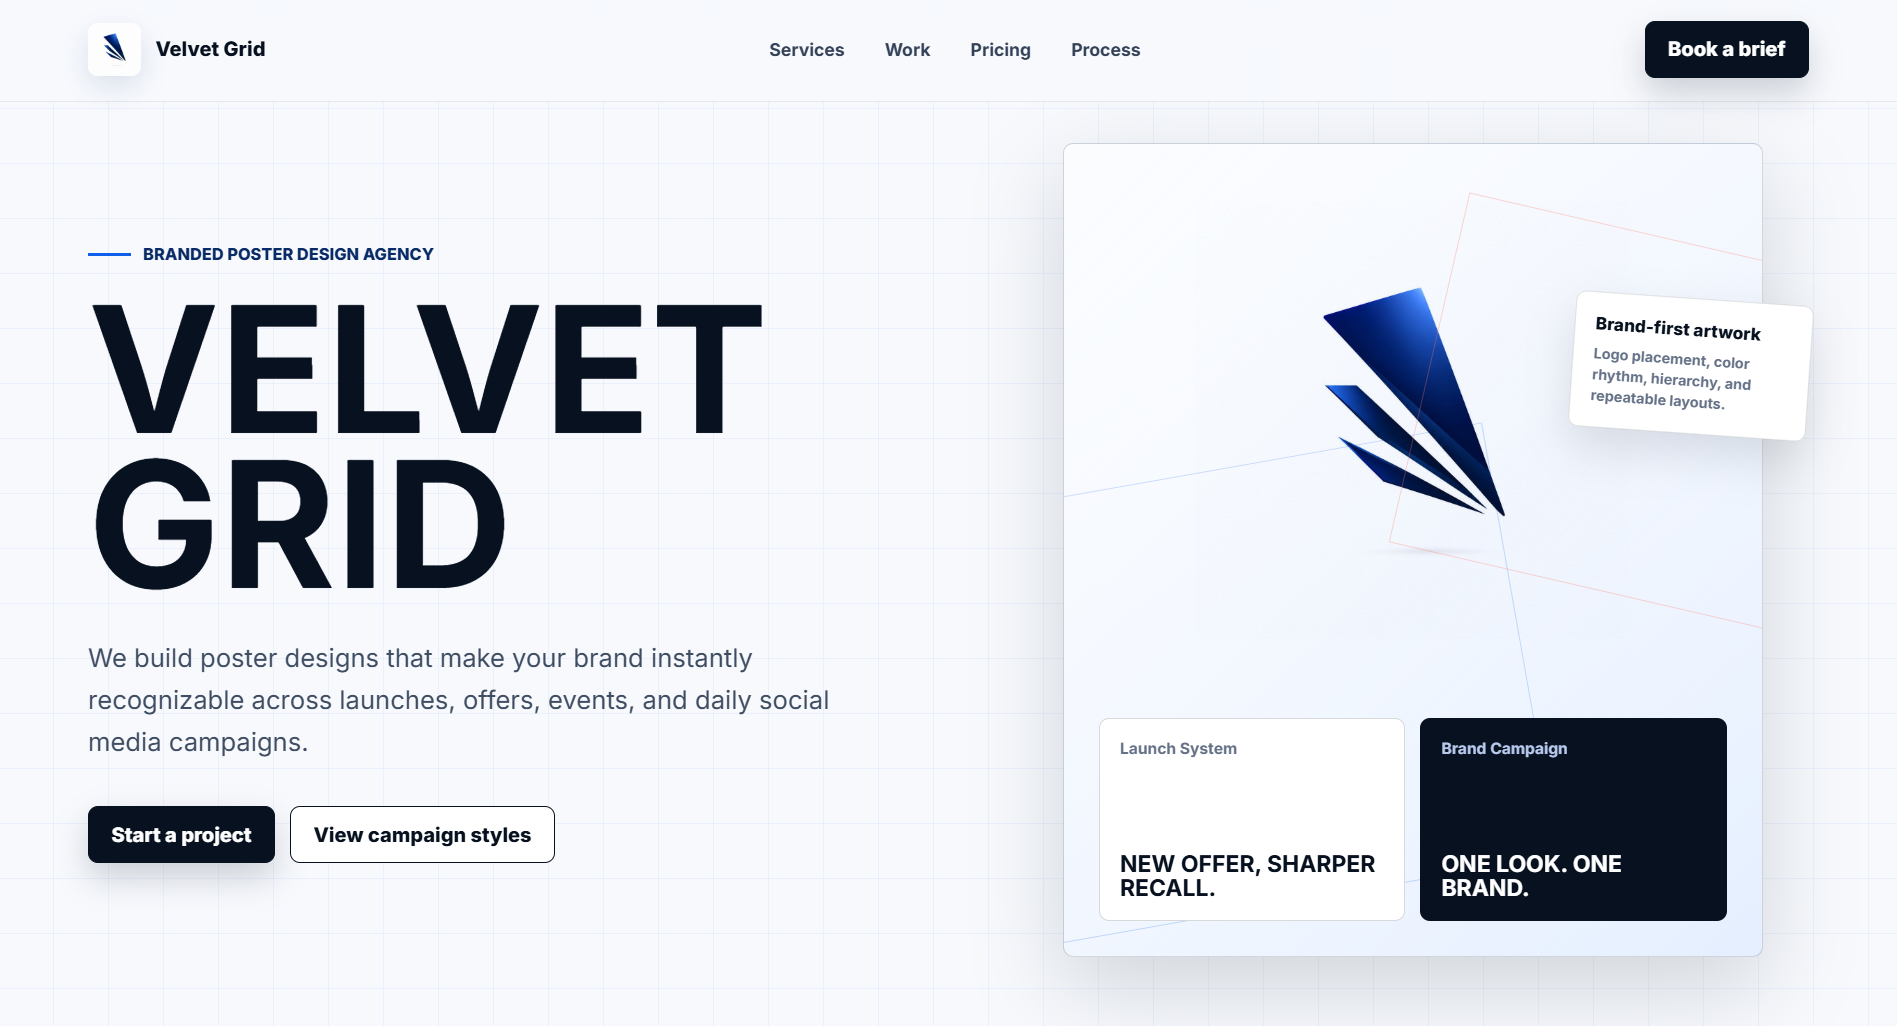 Velvet Grid
Services
Work
Pricing
Process
Book a brief
BRANDED POSTER DESIGN AGENCY
VELVET
GRID
We build poster designs that make your brand instantly
recognizable across launches, offers, events, and daily social
media campaigns.
Start a project
View campaign styles
Brand-first artwork
Logo placement, color
rhythm, hierarchy, and
repeatable layouts.
Launch System
NEW OFFER, SHARPER
RECALL.
Brand Campaign
ONE LOOK. ONE
BRAND.